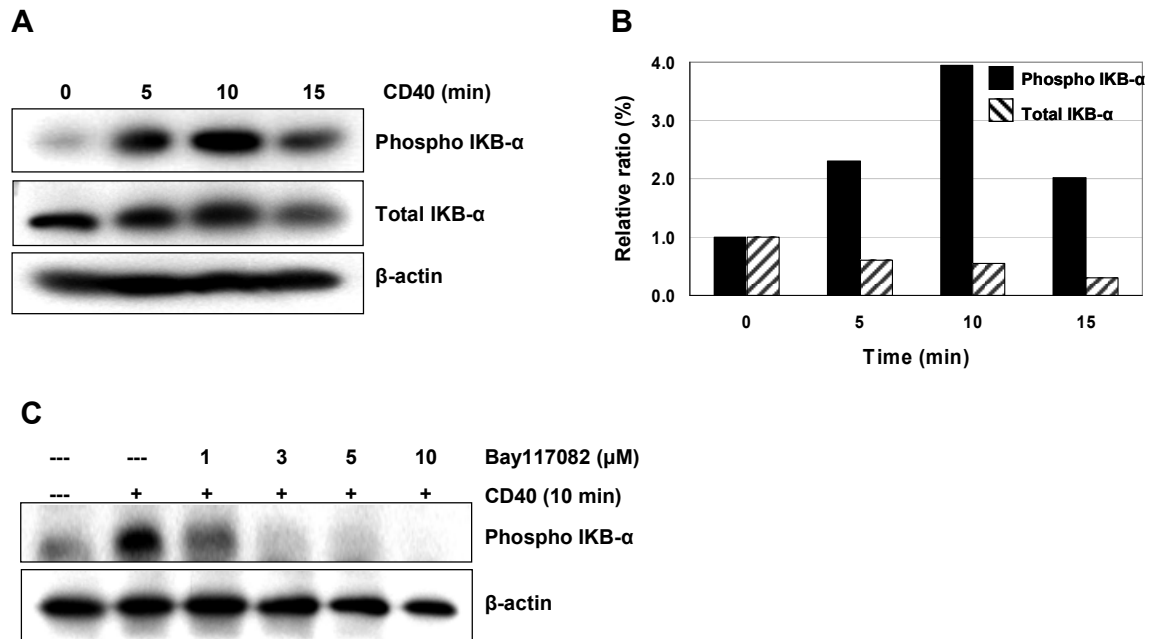 A
0 5 10 15 CD40 (min)
Phospho IKB-α
Total IKB-α
β-actin
B
4.0
3.0
2.0
1.0
0.0
Relative ratio (%)
Phospho IKB-α
Total IKB-α
0 5 10 15
Time (min)
C
--- --- 1 3 5 10 Bay117082 (µM)
--- + + + + + CD40 (10 min)
Phospho IKB-α
β-actin